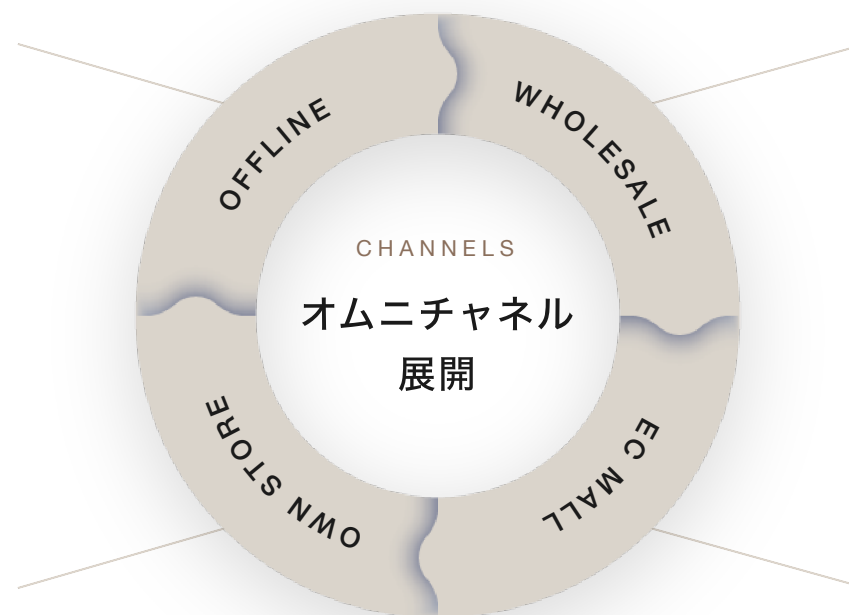 OFFLINE
WHOLESALE
CHANNELS
オムニチャネル
展開
OWN STORE
EC MALL